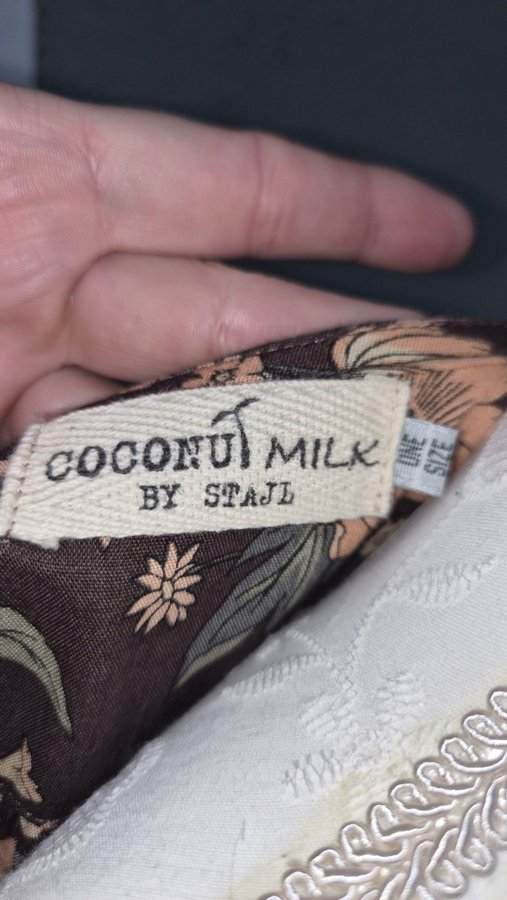 COCONUT MILK
BY STAJL
ONE
SIZE